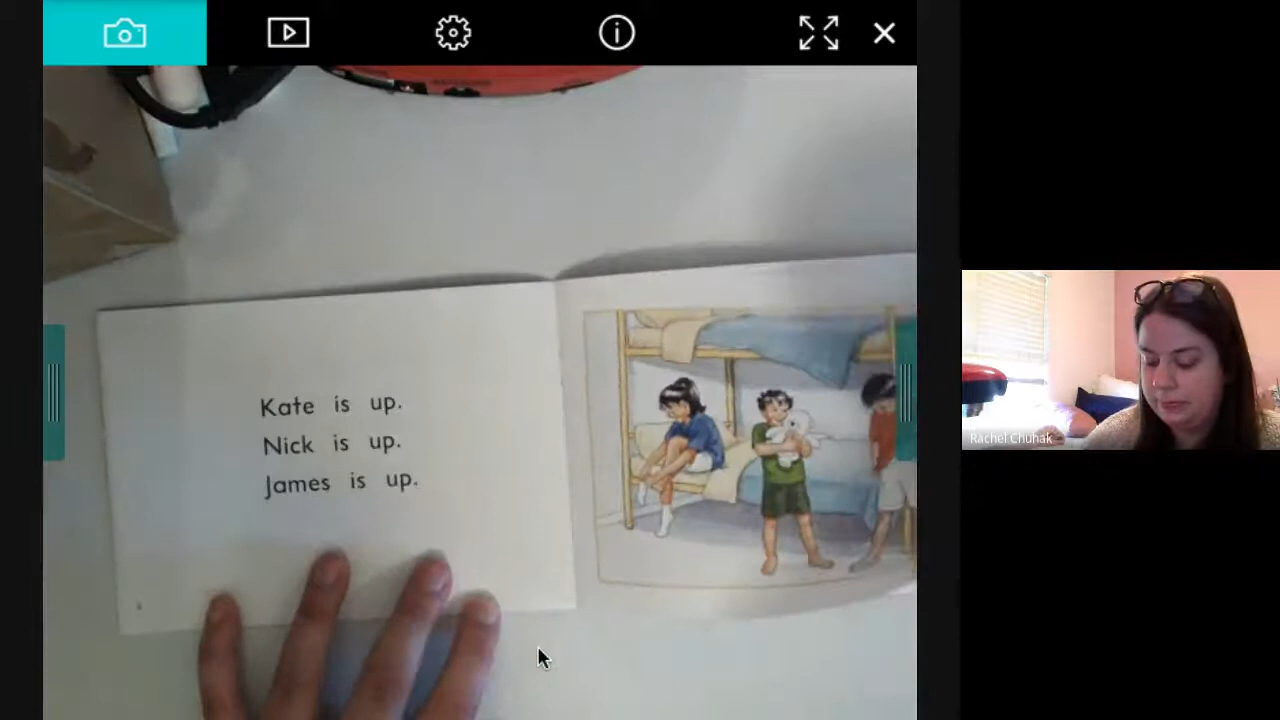 Kate is up.
Nick is up.
James is up.
Rachel Chuhak